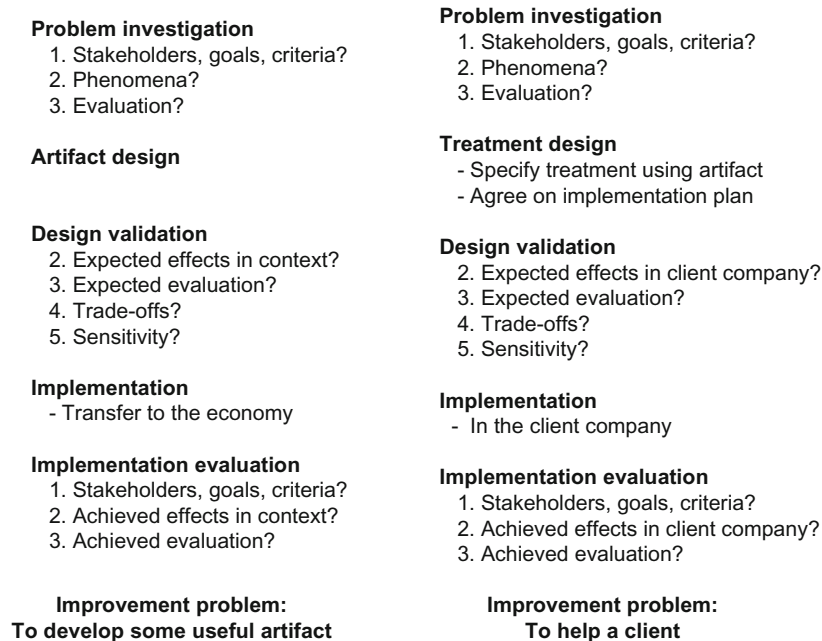 Problem investigation
1. Stakeholders, goals, criteria?
2. Phenomena?
3. Evaluation?
Artifact design
Design validation
2. Expected effects in context?
3. Expected evaluation?
4. Trade-offs?
5. Sensitivity?
Implementation
- Transfer to the economy
Implementation evaluation
1. Stakeholders, goals, criteria?
2. Achieved effects in context?
3. Achieved evaluation?
Improvement problem:
To develop some useful artifact
Problem investigation
1. Stakeholders, goals, criteria?
2. Phenomena?
3. Evaluation?
Treatment design
- Specify treatment using artifact
- Agree on implementation plan
Design validation
2. Expected effects in client company?
3. Expected evaluation?
4. Trade-offs?
5. Sensitivity?
Implementation
- In the client company
Implementation evaluation
1. Stakeholders, goals, criteria?
2. Achieved effects in client company?
3. Achieved evaluation?
Improvement problem:
To help a client